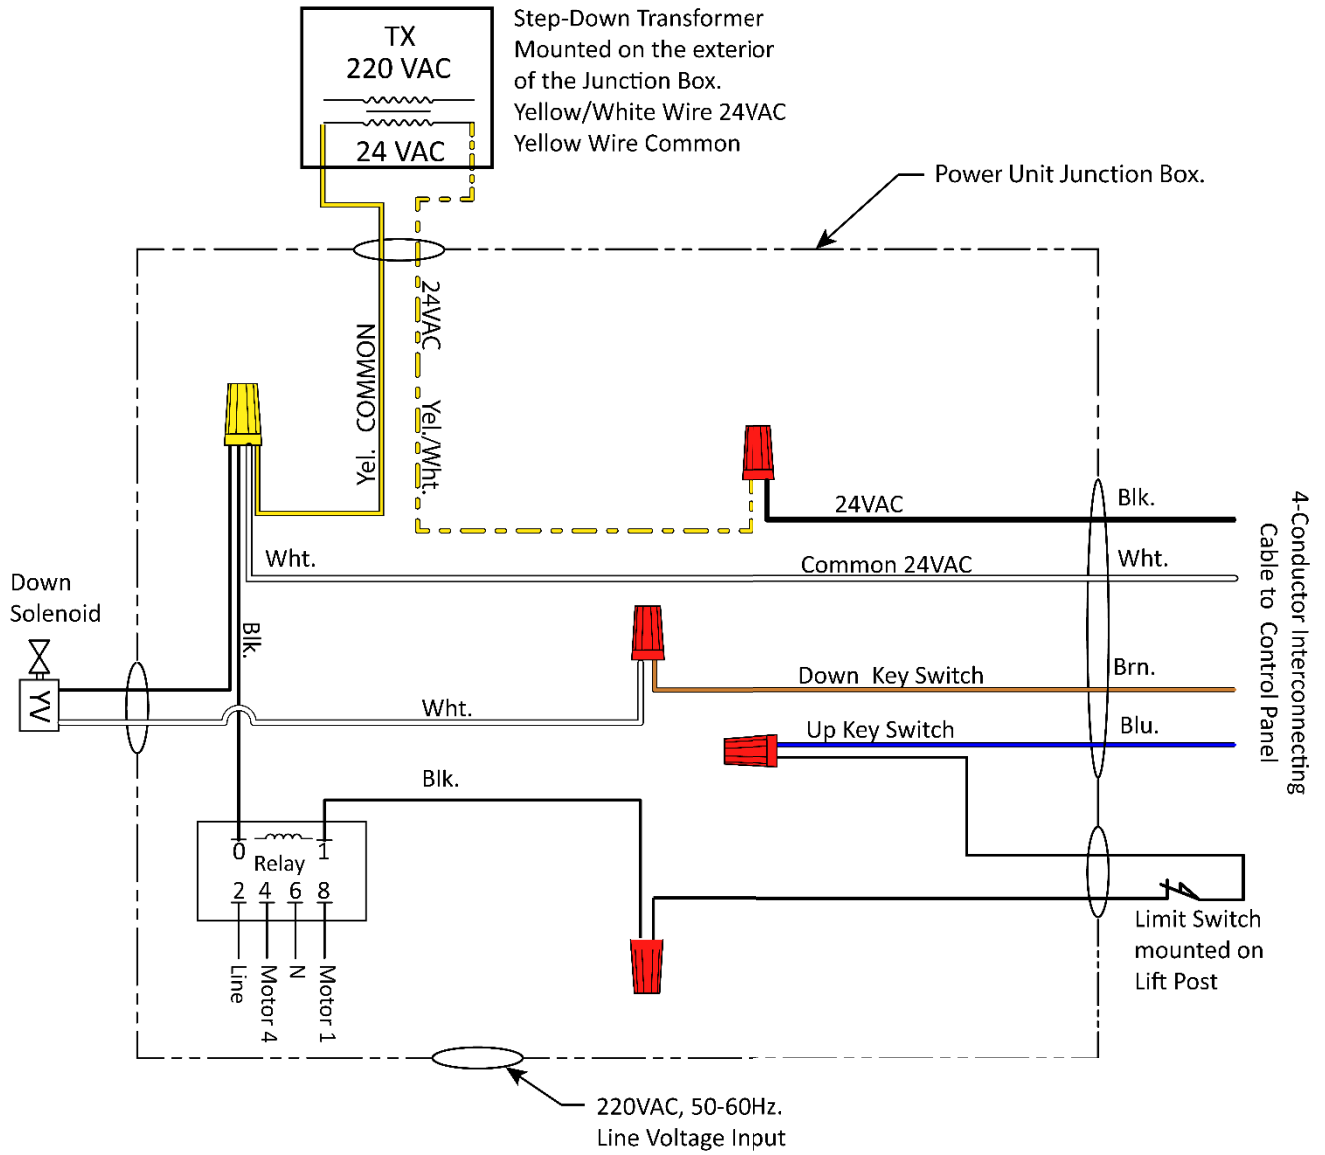 TX
220 VAC
24 VAC
Step-Down Transformer
Mounted on the exterior
of the Junction Box.
Yellow/White Wire 24VAC
Yellow Wire Common
Power Unit Junction Box.
Yel. COMMON
24VAC Yel./Wht.
24VAC
Blk.
Wht.
Common 24VAC
Wht.
Down
Solenoid
YV
Blk.
Wht.
Down Key Switch
Brn.
Up Key Switch
Blu.
4-Conductor Interconnecting
Cable to Control Panel
Blk.
0 1
Relay
2 4 6 8
Line
Motor 4
N
Motor 1
Limit Switch
mounted on
Lift Post
220VAC, 50-60Hz.
Line Voltage Input